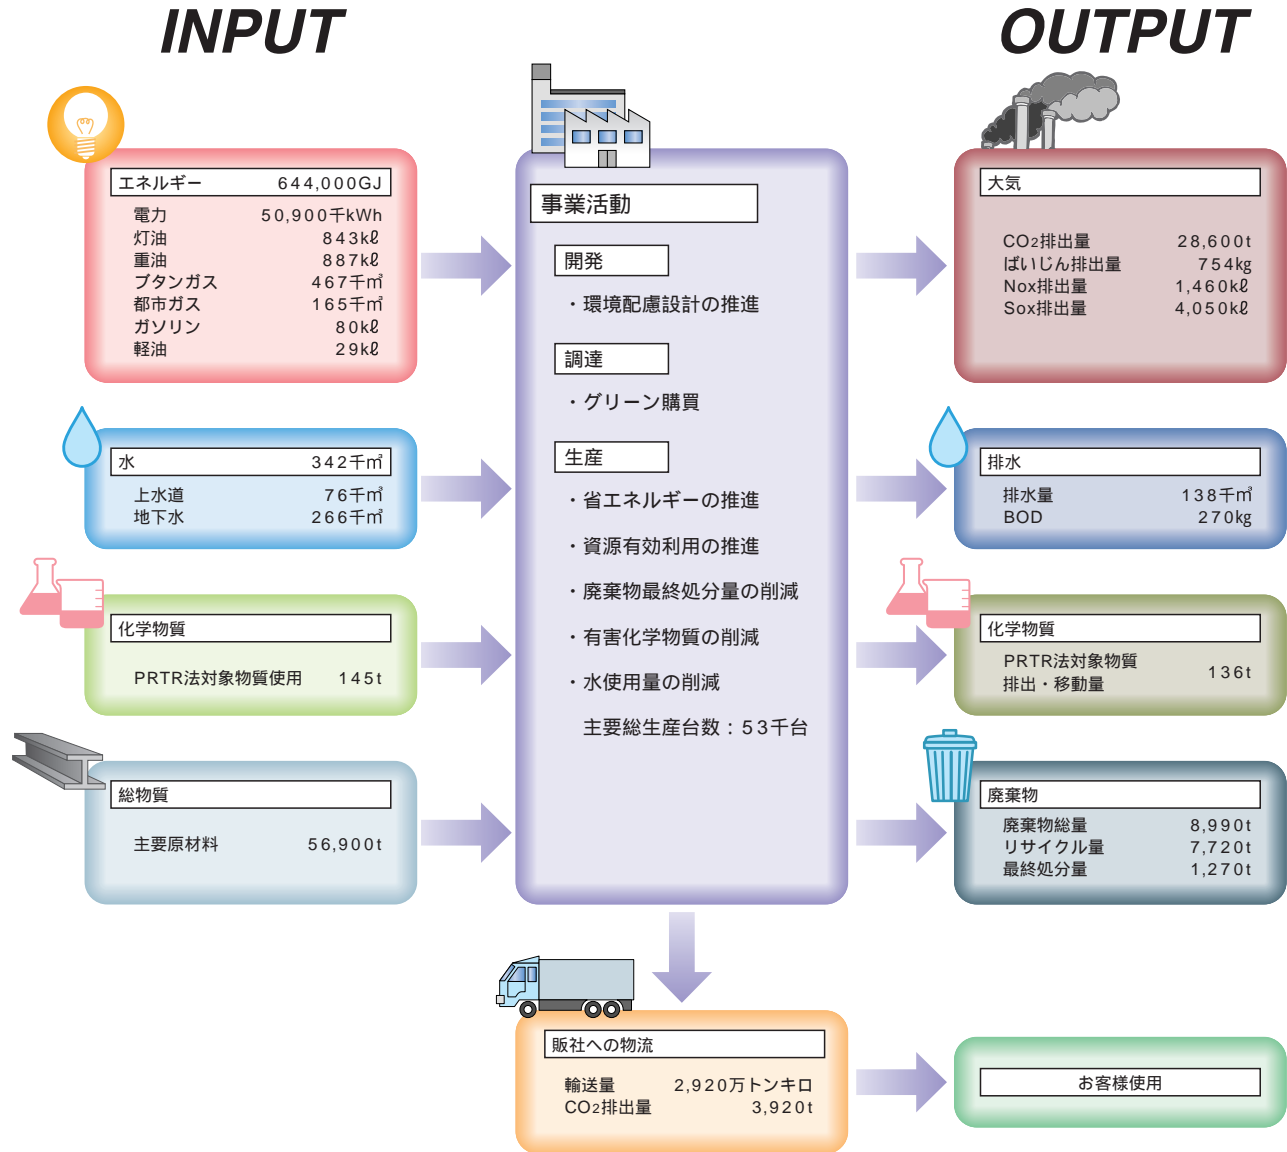 INPUT
OUTPUT
エネルギー 644,000GJ
電力 50,900千kWh
灯油 843kℓ
重油 887kℓ
ブタンガス 467千㎥
都市ガス 165千㎥
ガソリン 80kℓ
軽油 29kℓ
水 342千㎥
上水道 76千㎥
地下水 266千㎥
化学物質
PRTR法対象物質使用 145t
総物質
主要原材料 56,900t
事業活動
開発
・環境配慮設計の推進
調達
・グリーン購買
生産
・省エネルギーの推進
・資源有効利用の推進
・廃棄物最終処分量の削減
・有害化学物質の削減
・水使用量の削減
主要総生産台数：53千台
販社への物流
輸送量 2,920万トンキロ
CO2排出量 3,920t
大気
CO2排出量 28,600t
ばいじん排出量 754kg
Nox排出量 1,460kℓ
Sox排出量 4,050kℓ
排水
排水量 138千㎥
BOD 270kg
化学物質
PRTR法対象物質
排出・移動量 136t
廃棄物
廃棄物総量 8,990t
リサイクル量 7,720t
最終処分量 1,270t
お客様使用